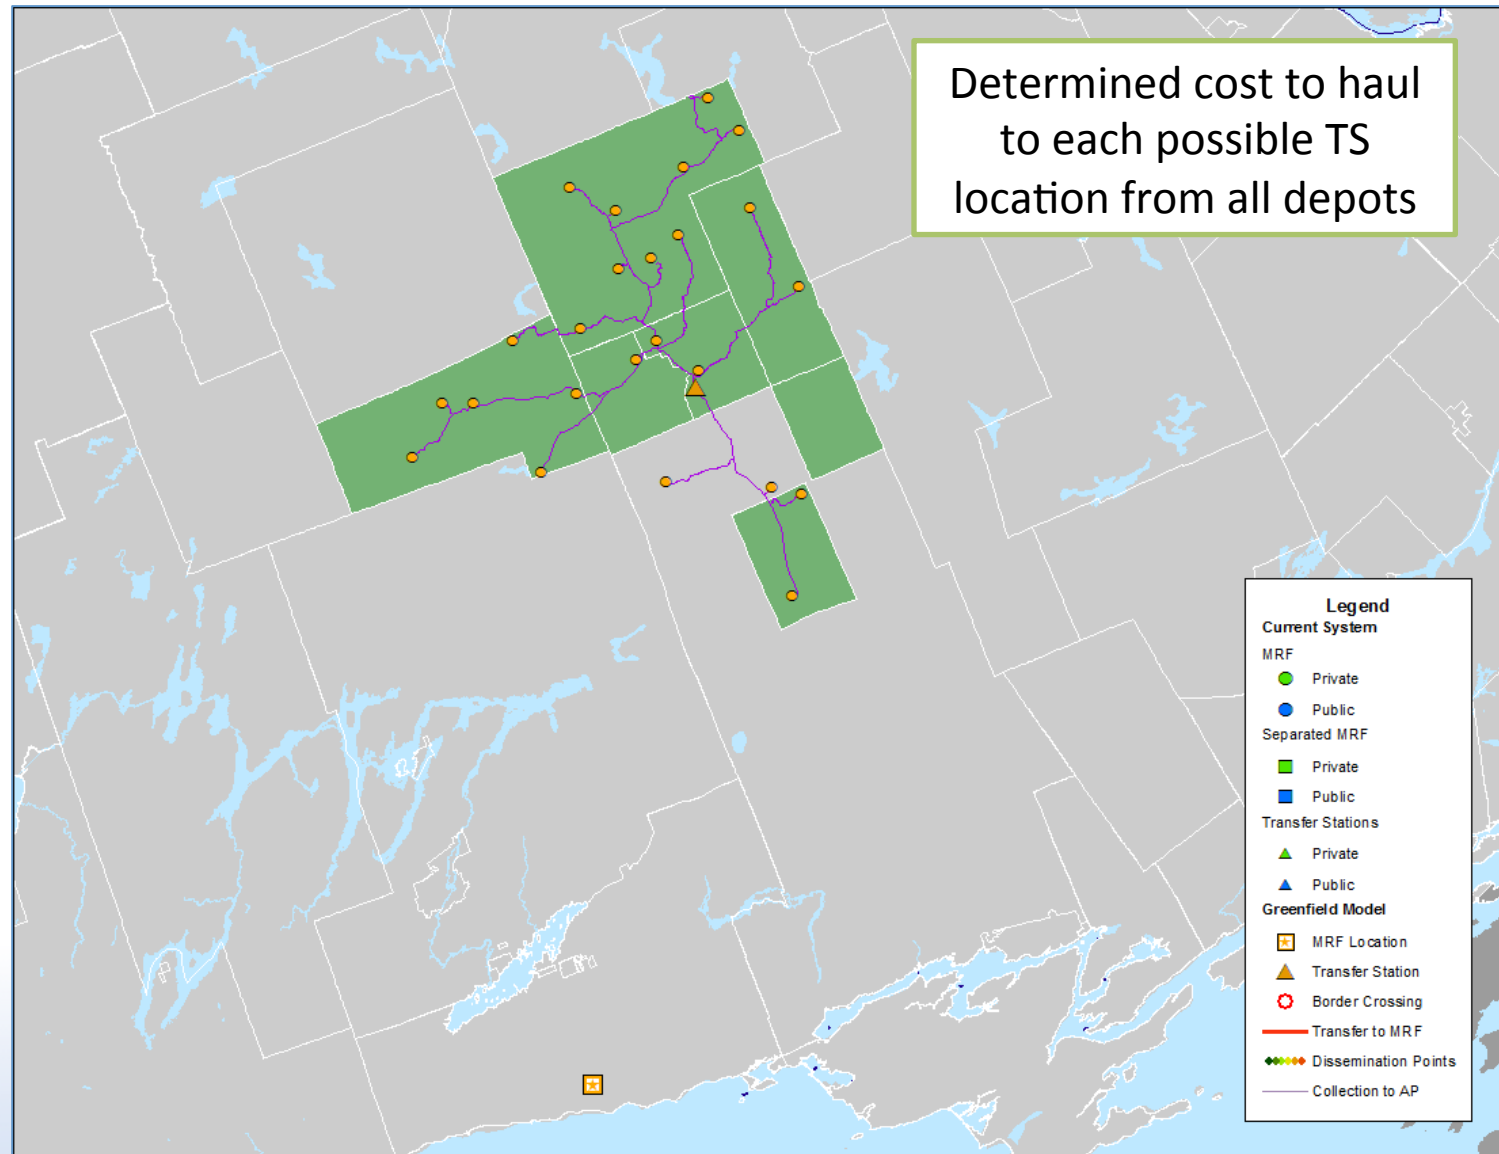 Determined cost to haul
to each possible TS
location from all depots
Legend
Current System
MRF
Private
Public
Separated MRF
Private
Public
Transfer Stations
Private
Public
Greenfield Model
MRF Location
Transfer Station
Border Crossing
Transfer to MRF
Dissemination Points
Collection to AP